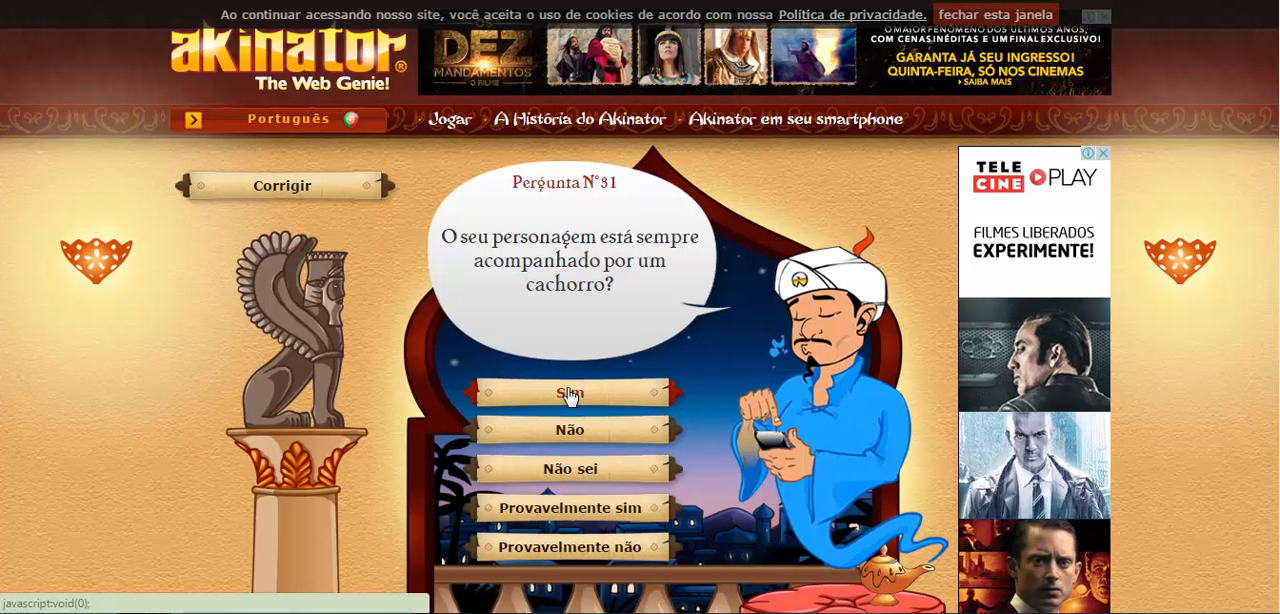 Ao continuar acessando nosso site, você aceita o uso de cookies de acordo com nossa Política de privacidade. fechar esta janela
akinator®
The Web Genie!
OS
DEZ
MANDAMENTOS
O FILME
O MAIOR FENÔMENO DOS ÚLTIMOS ANOS,
COM CENAS INÉDITAS E UM FINAL EXCLUSIVO!
GARANTA JÁ SEU INGRESSO!
QUINTA-FEIRA, SÓ NOS CINEMAS
SAIBA MAIS
Português
Jogar
A História do Akinator
Akinator em seu smartphone
Corrigir
Pergunta N°31
O seu personagem está sempre
acompanhado por um
cachorro?
Sim
Não
Não sei
Provavelmente sim
Provavelmente não
TELE
CINE
PLAY
FILMES LIBERADOS
EXPERIMENTE!
javascript:void(0);